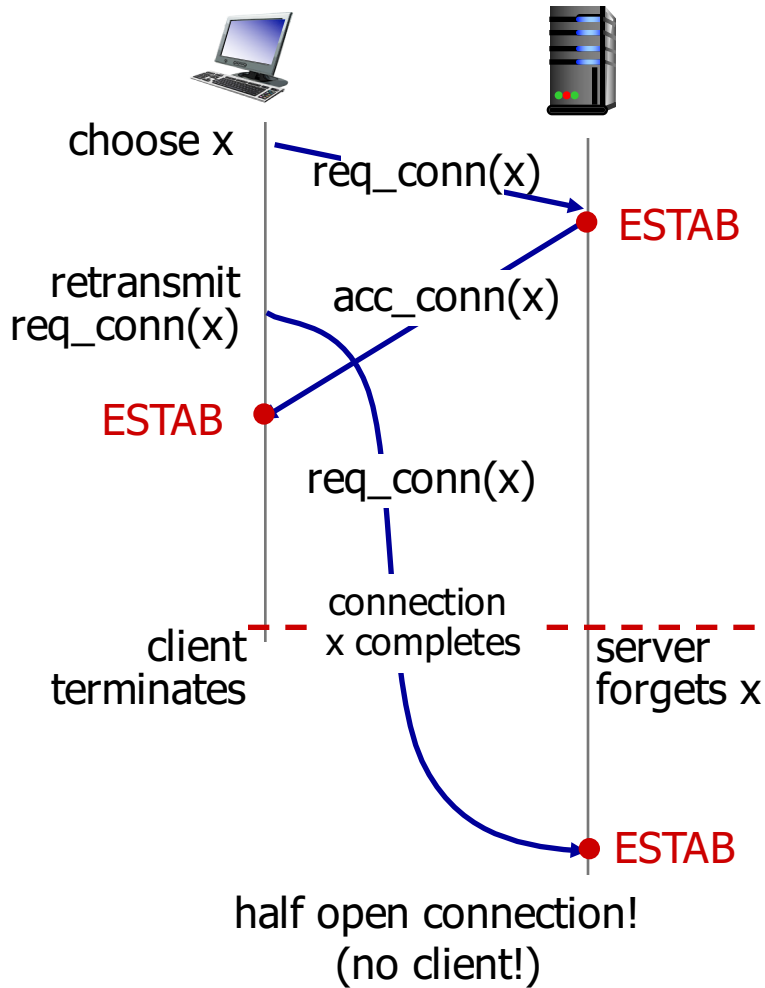 choose x
req_conn(x)
ESTAB
retransmit
req_conn(x)
acc_conn(x)
ESTAB
req_conn(x)
connection
x completes
client
terminates
server
forgets x
ESTAB
half open connection!
(no client!)